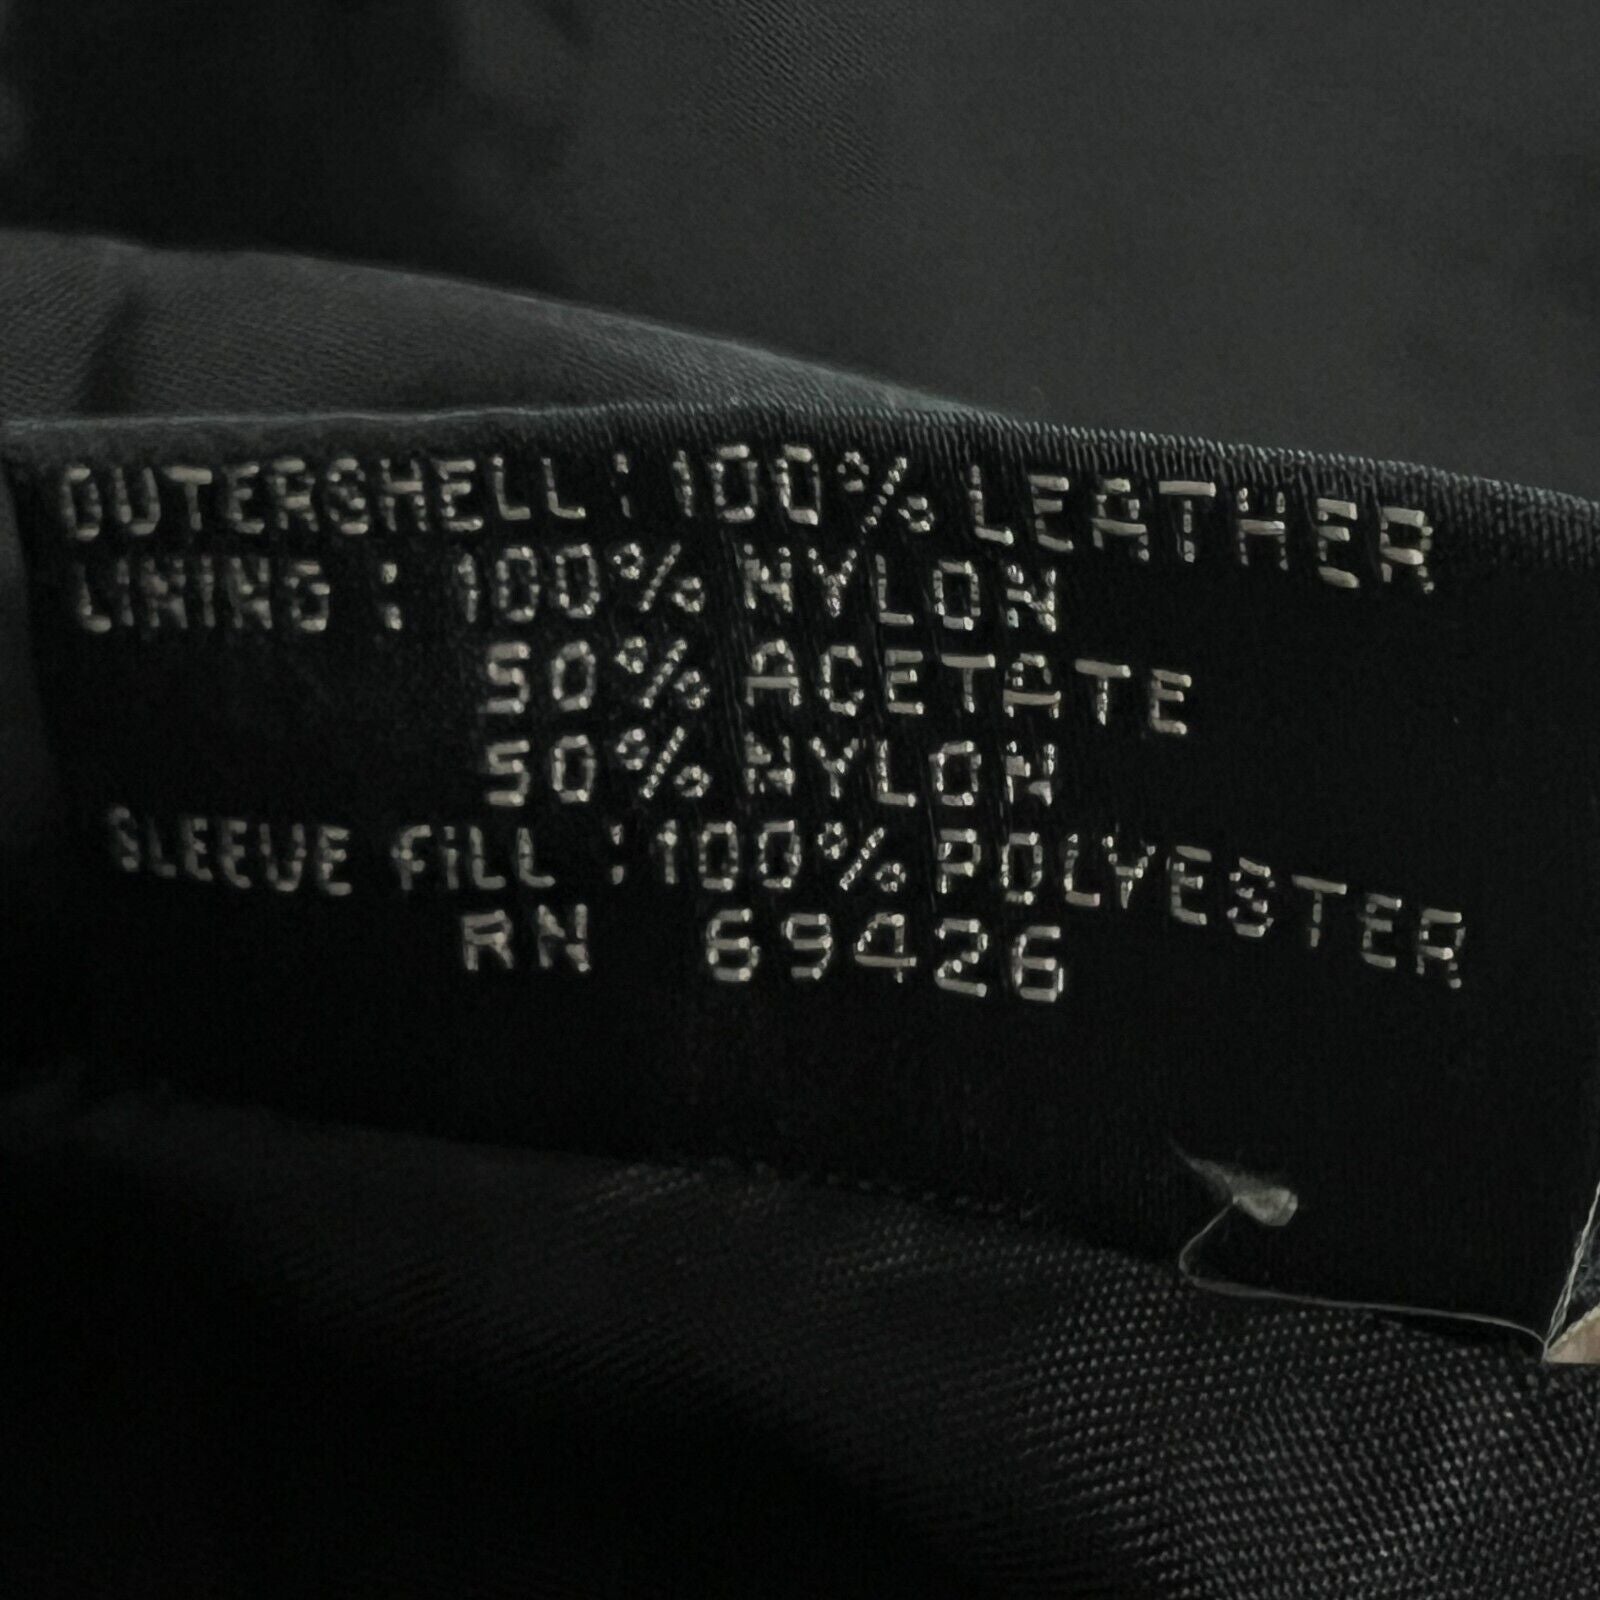 OUTERSHELL: 100% LEATHER
LINING: 100% NYLON
50% ACETATE
50% NYLON
SLEEVE FILL: 100% POLYESTER
RN 69426